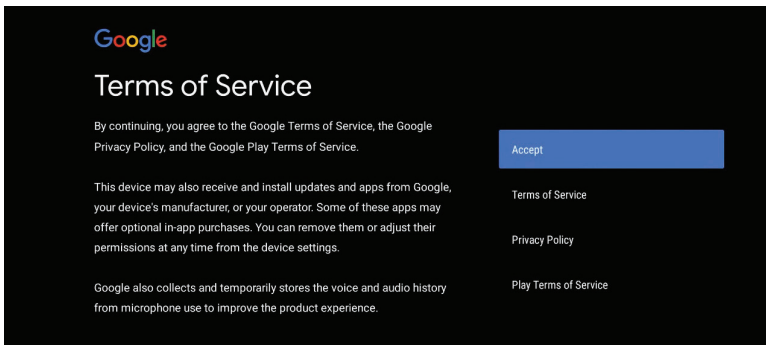 Google
Terms of Service
By continuing, you agree to the Google Terms of Service, the Google
Privacy Policy, and the Google Play Terms of Service.
This device may also receive and install updates and apps from Google,
your device's manufacturer, or your operator. Some of these apps may
offer optional in-app purchases. You can remove them or adjust their
permissions at any time from the device settings.
Google also collects and temporarily stores the voice and audio history
from microphone use to improve the product experience.
Accept
Terms of Service
Privacy Policy
Play Terms of Service